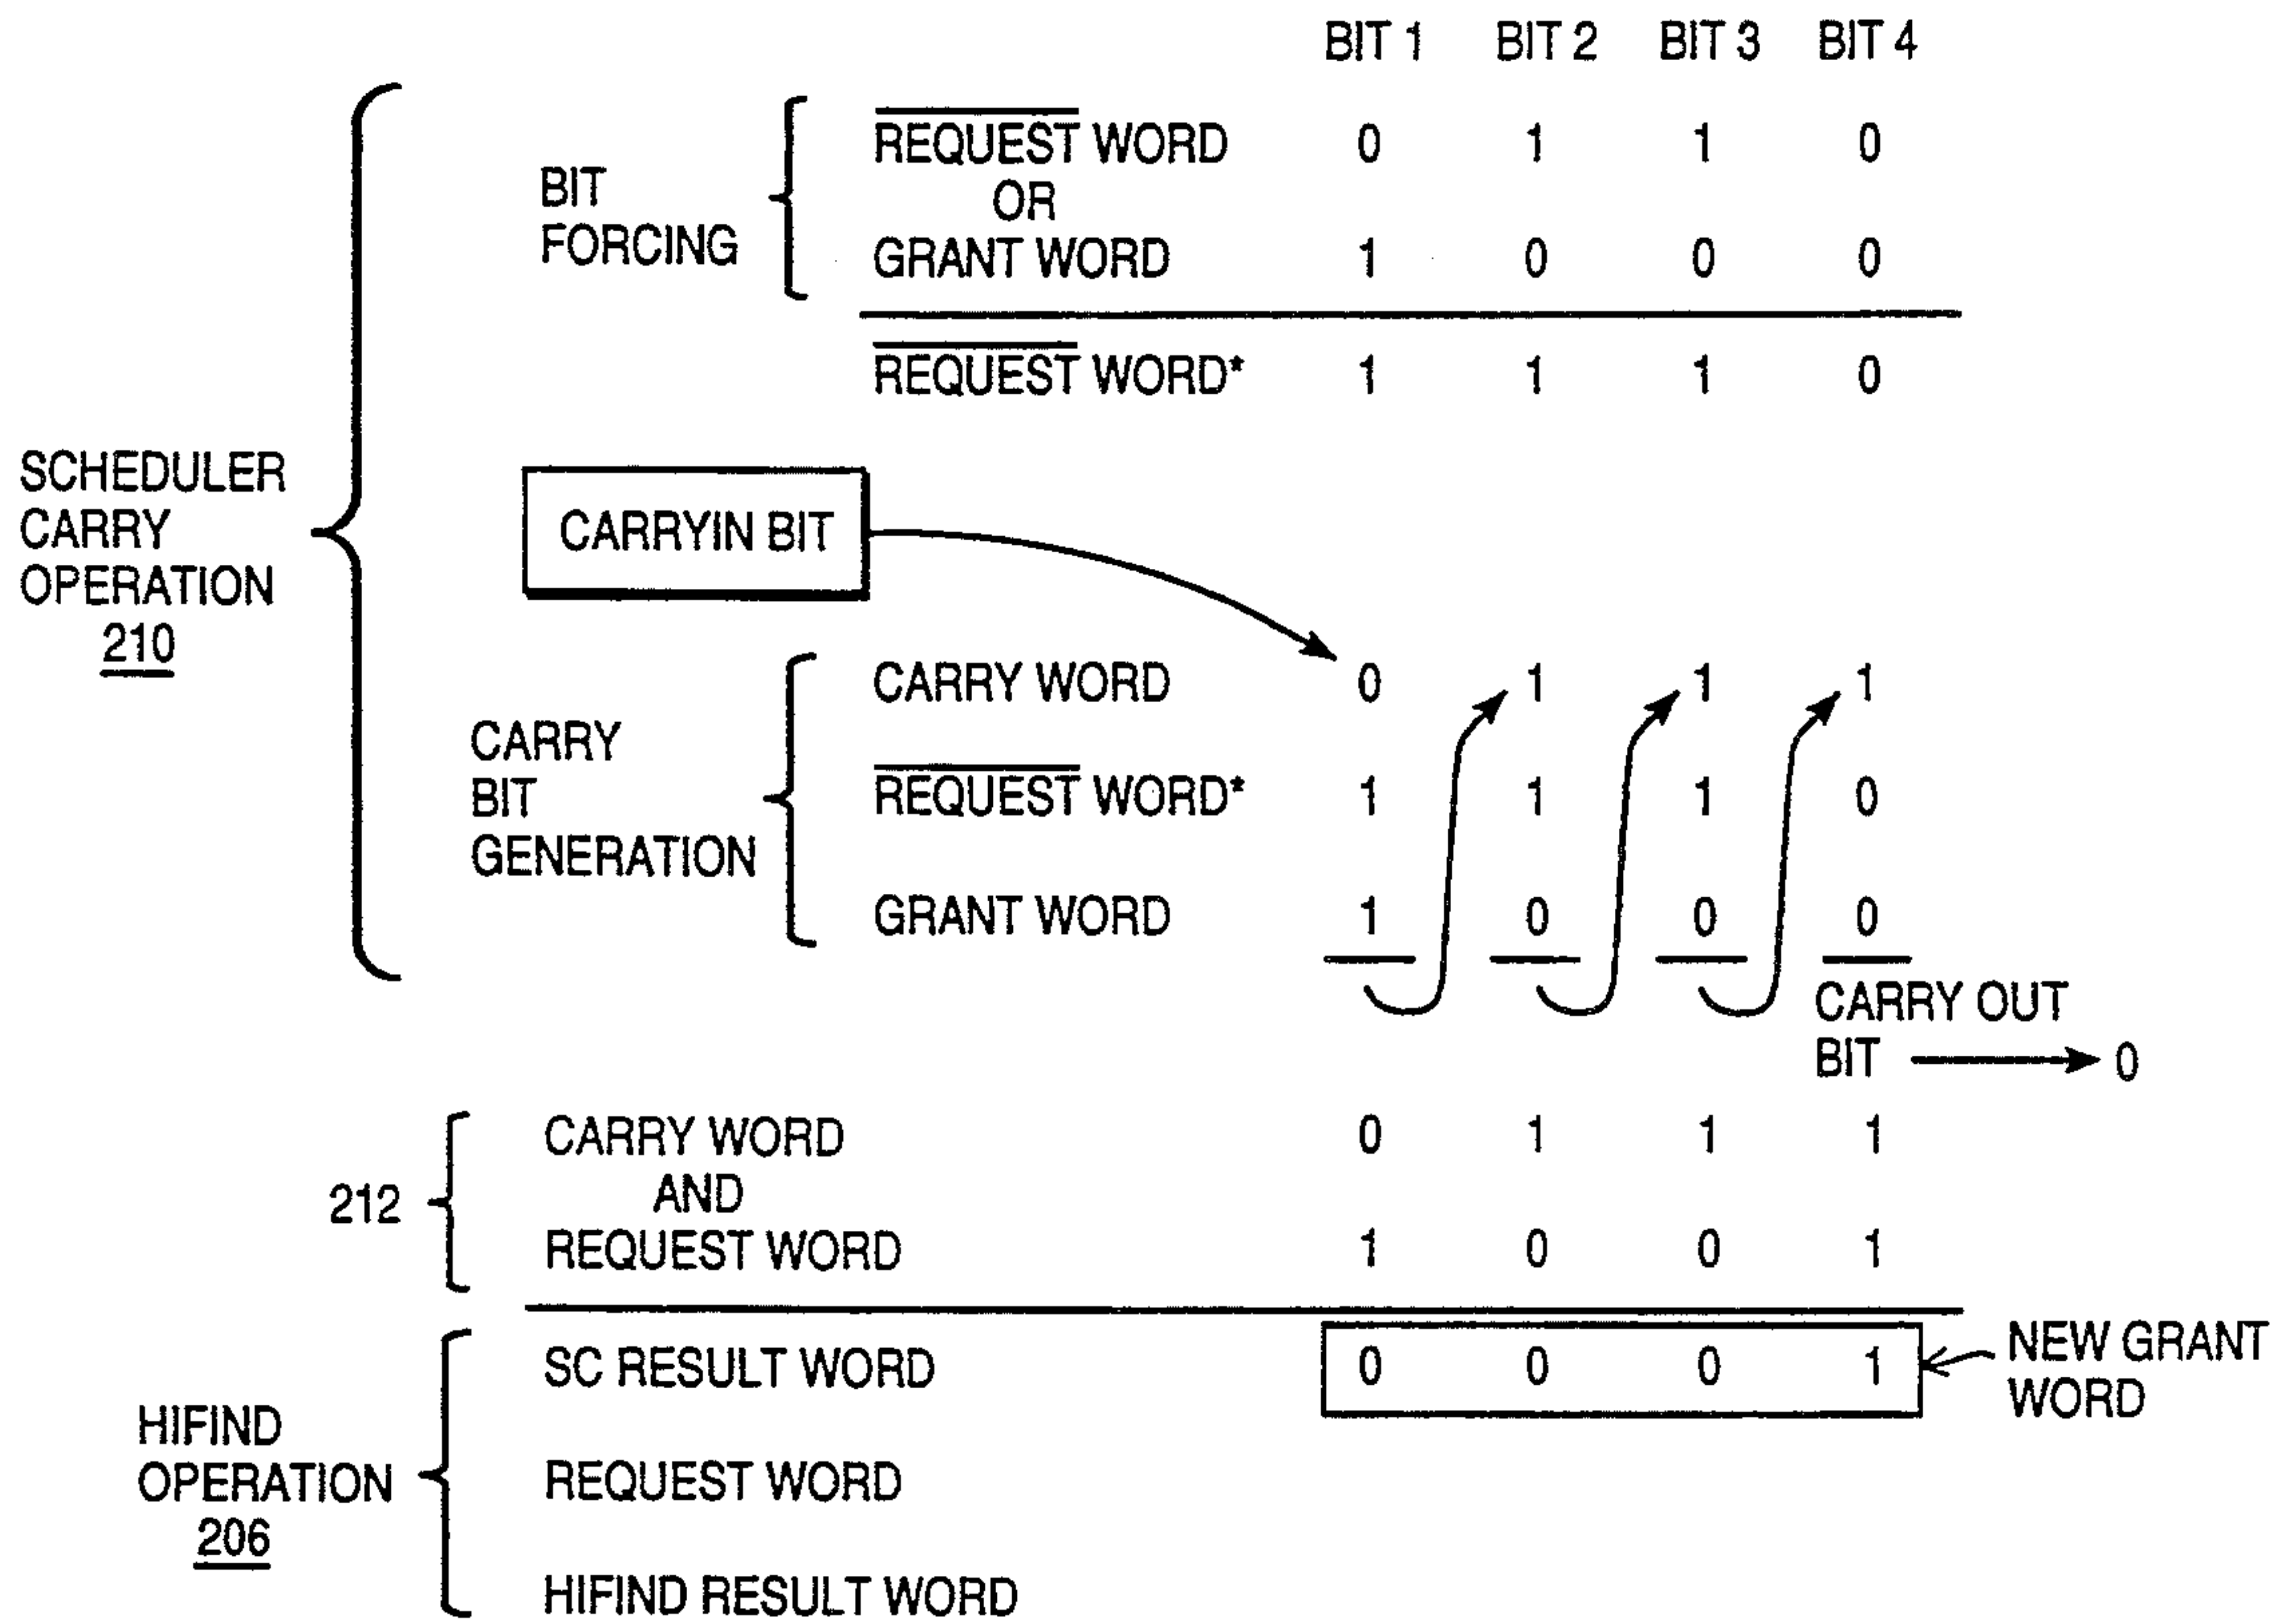 BIT 1 BIT 2 BIT 3 BIT 4
REQUEST WORD 0 1 1 0
OR
BIT
FORCING
GRANT WORD 1 0 0 0
REQUEST WORD* 1 1 1 0
SCHEDULER
CARRY
OPERATION
210
CARRYIN BIT
CARRY WORD 0 1 1 1
CARRY
BIT
GENERATION
REQUEST WORD* 1 1 1 0
GRANT WORD 1 0 0 0
CARRY OUT
BIT 0
CARRY WORD 0 1 1 1
212
AND
REQUEST WORD 1 0 0 1
SC RESULT WORD 0 0 0 1
NEW GRANT
WORD
HIFIND
OPERATION
206
REQUEST WORD
HIFIND RESULT WORD